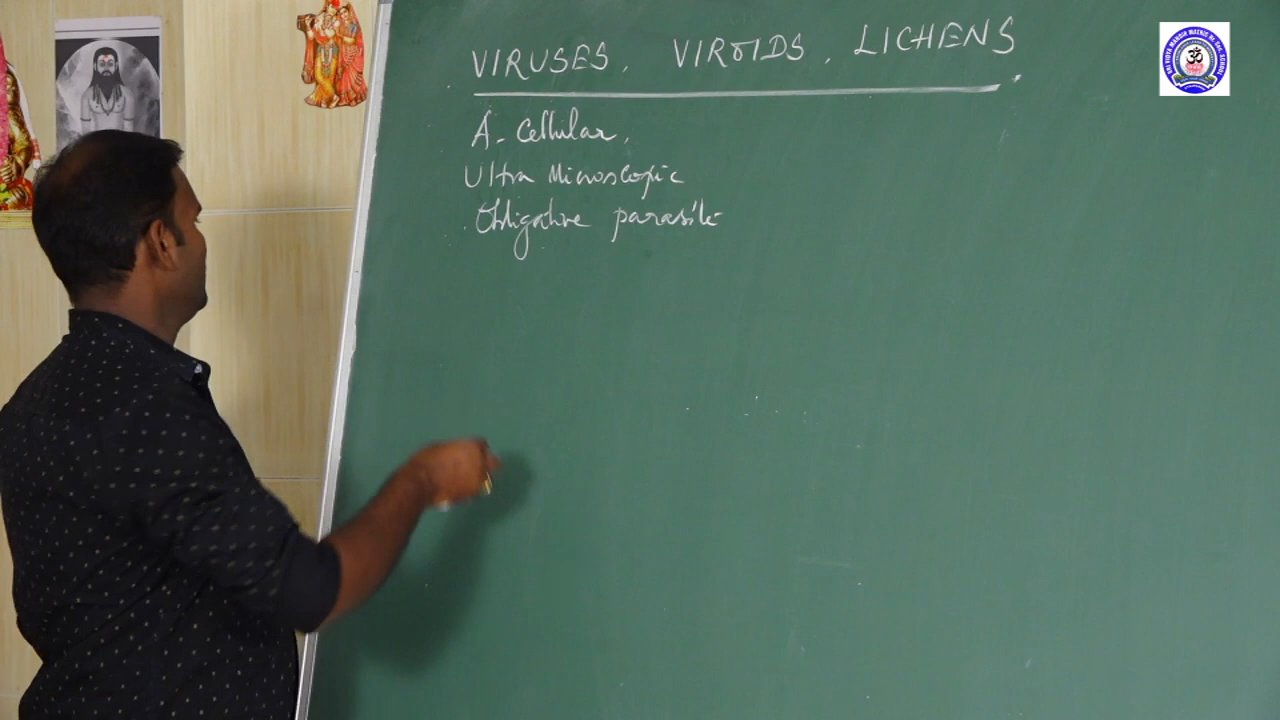 VIRUSES, VIROIDS, LICHENS
A-Cellular,
Ultra Microscopic
Obligative parasite